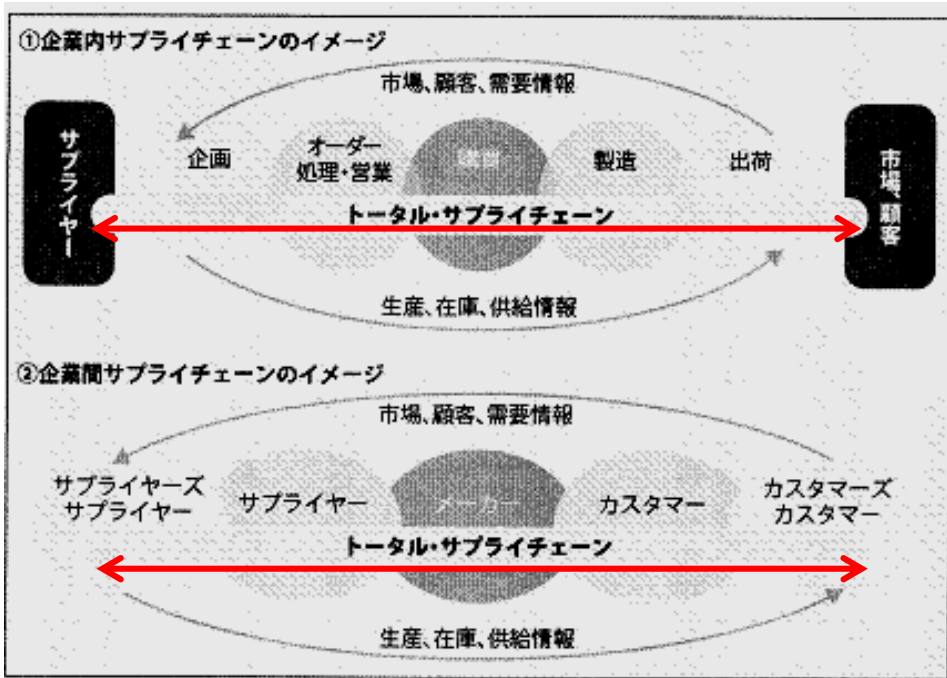 ①企業内サプライチェーンのイメージ
市場、顧客、需要情報
サプライヤー
企画
オーダー
処理・営業
製造
出荷
市場、顧客
トータル・サプライチェーン
生産、在庫、供給情報
②企業間サプライチェーンのイメージ
市場、顧客、需要情報
サプライヤーズ
サプライヤー
サプライヤー
メーカー
カスタマー
カスタマーズ
カスタマー
トータル・サプライチェーン
生産、在庫、供給情報